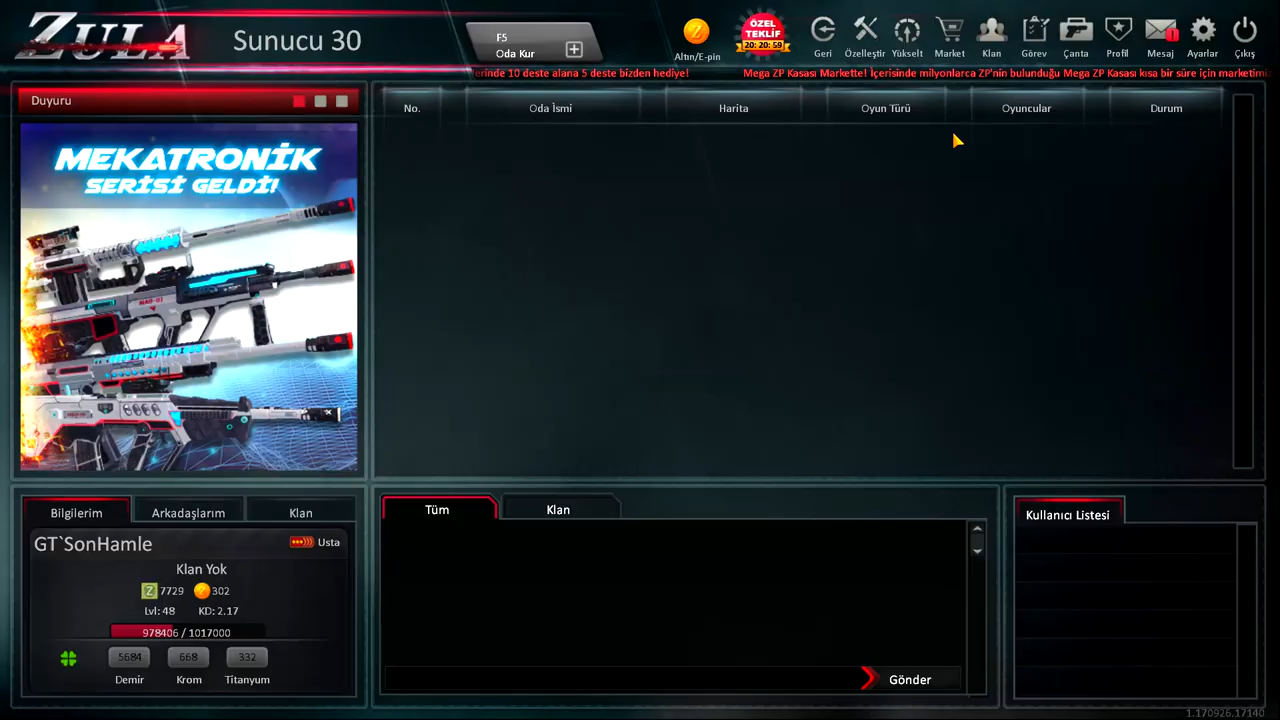 ZULA
Sunucu 30
F5
Oda Kur
Altın/E-pin
ÖZEL
TEKLİF
20:20:59
Geri
Özelleştir
Yükselt
Market
Klan
Görev
Çanta
Profil
Mesaj
Ayarlar
Çıkış
erinde 10 deste alana 5 deste bizden hediye!
Mega ZP Kasası Markette! İçerisinde milyonlarca ZP'nin bulunduğu Mega ZP Kasası kısa bir süre için marketimiz
Duyuru
No.
Oda İsmi
Harita
Oyun Türü
Oyuncular
Durum
MEKATRONİK
SERİSİ GELDİ!
Bilgilerim
Arkadaşlarım
Klan
GT`SonHamle
Usta
Klan Yok
Z 7729
302
Lvl: 48
KD: 2.17
978406 / 1017000
5684
668
332
Demir
Krom
Titanyum
Tüm
Klan
Gönder
Kullanıcı Listesi
1.170926.17140